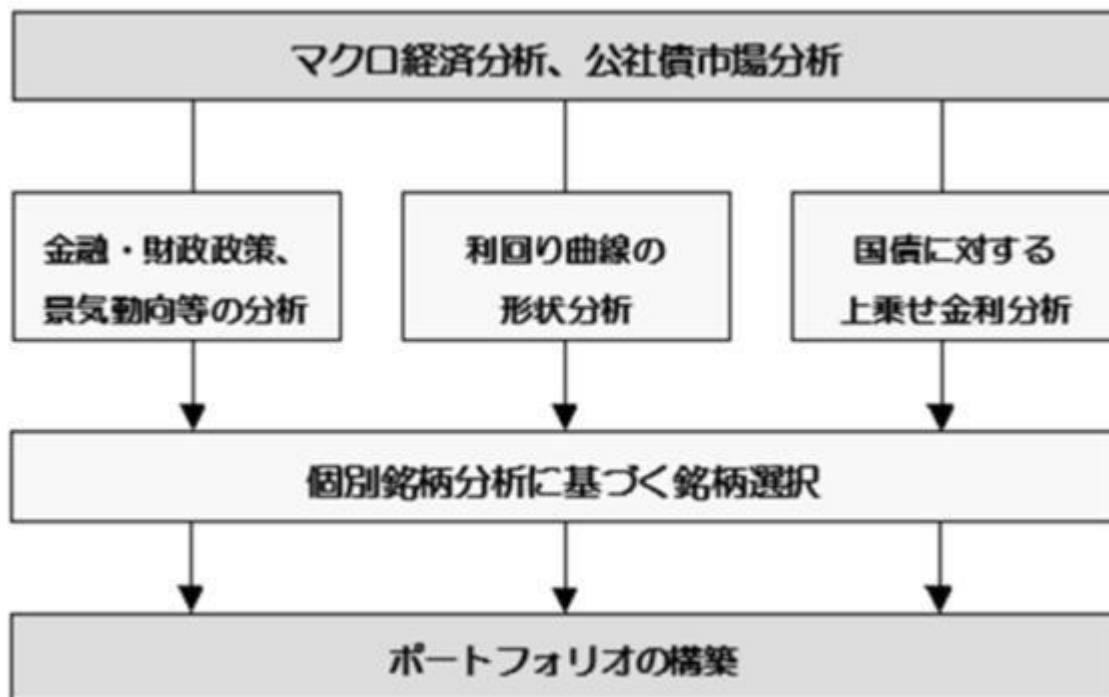 マクロ経済分析、公社債市場分析
金融・財政政策、
景気動向等の分析
利回り曲線の
形状分析
国債に対する
上乗せ金利分析
個別銘柄分析に基づく銘柄選択
ポートフォリオの構築